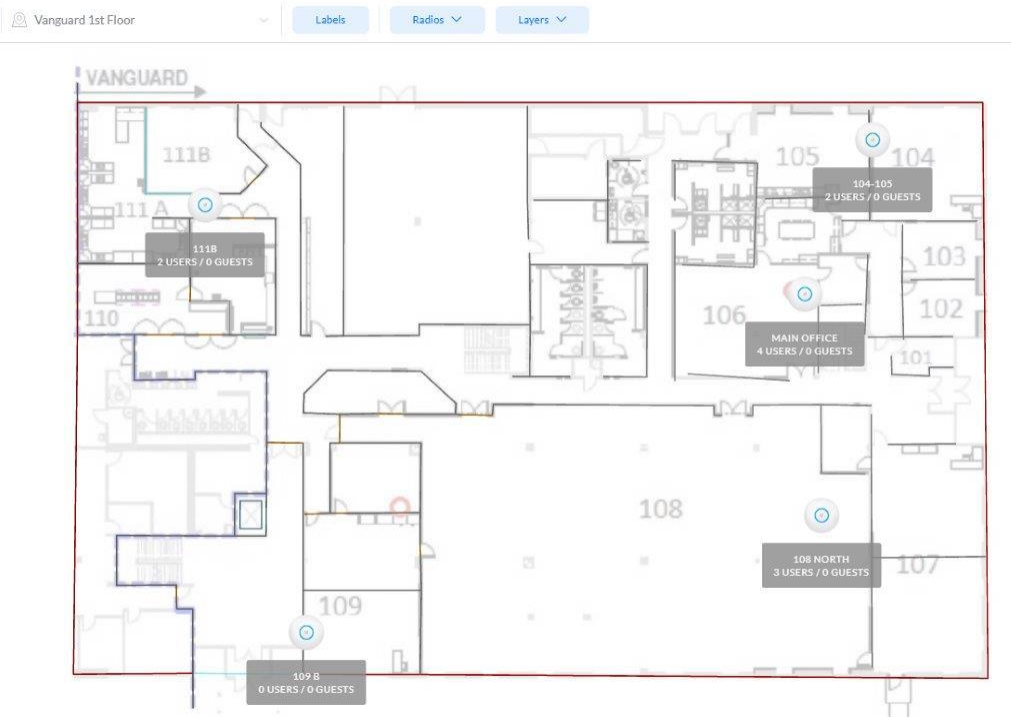 Vanguard 1st Floor
Labels
Radios
Layers
VANGUARD
111B
105
104
104-105
2 USERS / 0 GUESTS
111 A
111B
2 USERS / 0 GUESTS
103
110
106
102
MAIN OFFICE
4 USERS / 0 GUESTS
101
108
108 NORTH
3 USERS / 0 GUESTS
107
109
109 B
0 USERS / 0 GUESTS